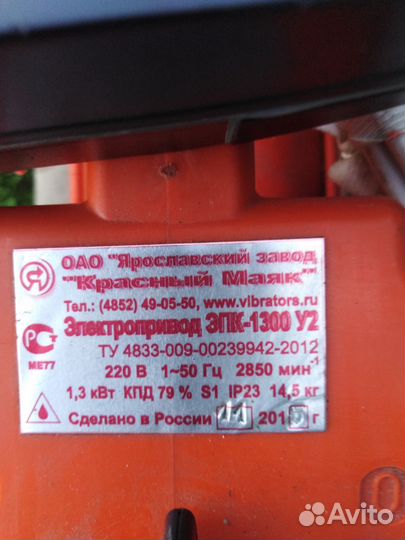 ОАО "Ярославский завод
"Красный Маяк"
Тел.: (4852) 49-05-50, www.vibrators.ru
Электропривод ЭПК-1300 У2
ТУ 4833-009-00239942-2012
МЕ77
220 В 1~50 Гц 2850 мин⁻¹
1,3 кВт КПД 79 % S1 IP23 14,5 кг
Сделано в России 11 2015 г
Avito